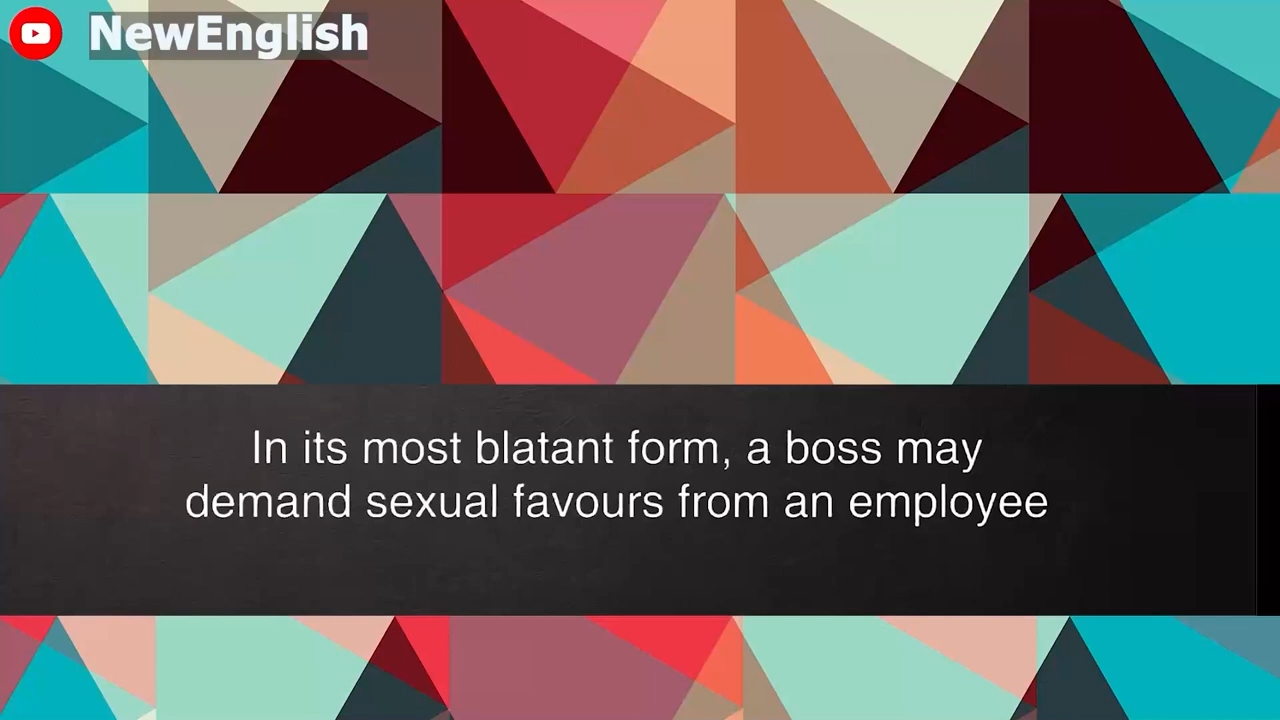 NewEnglish
In its most blatant form, a boss may
demand sexual favours from an employee